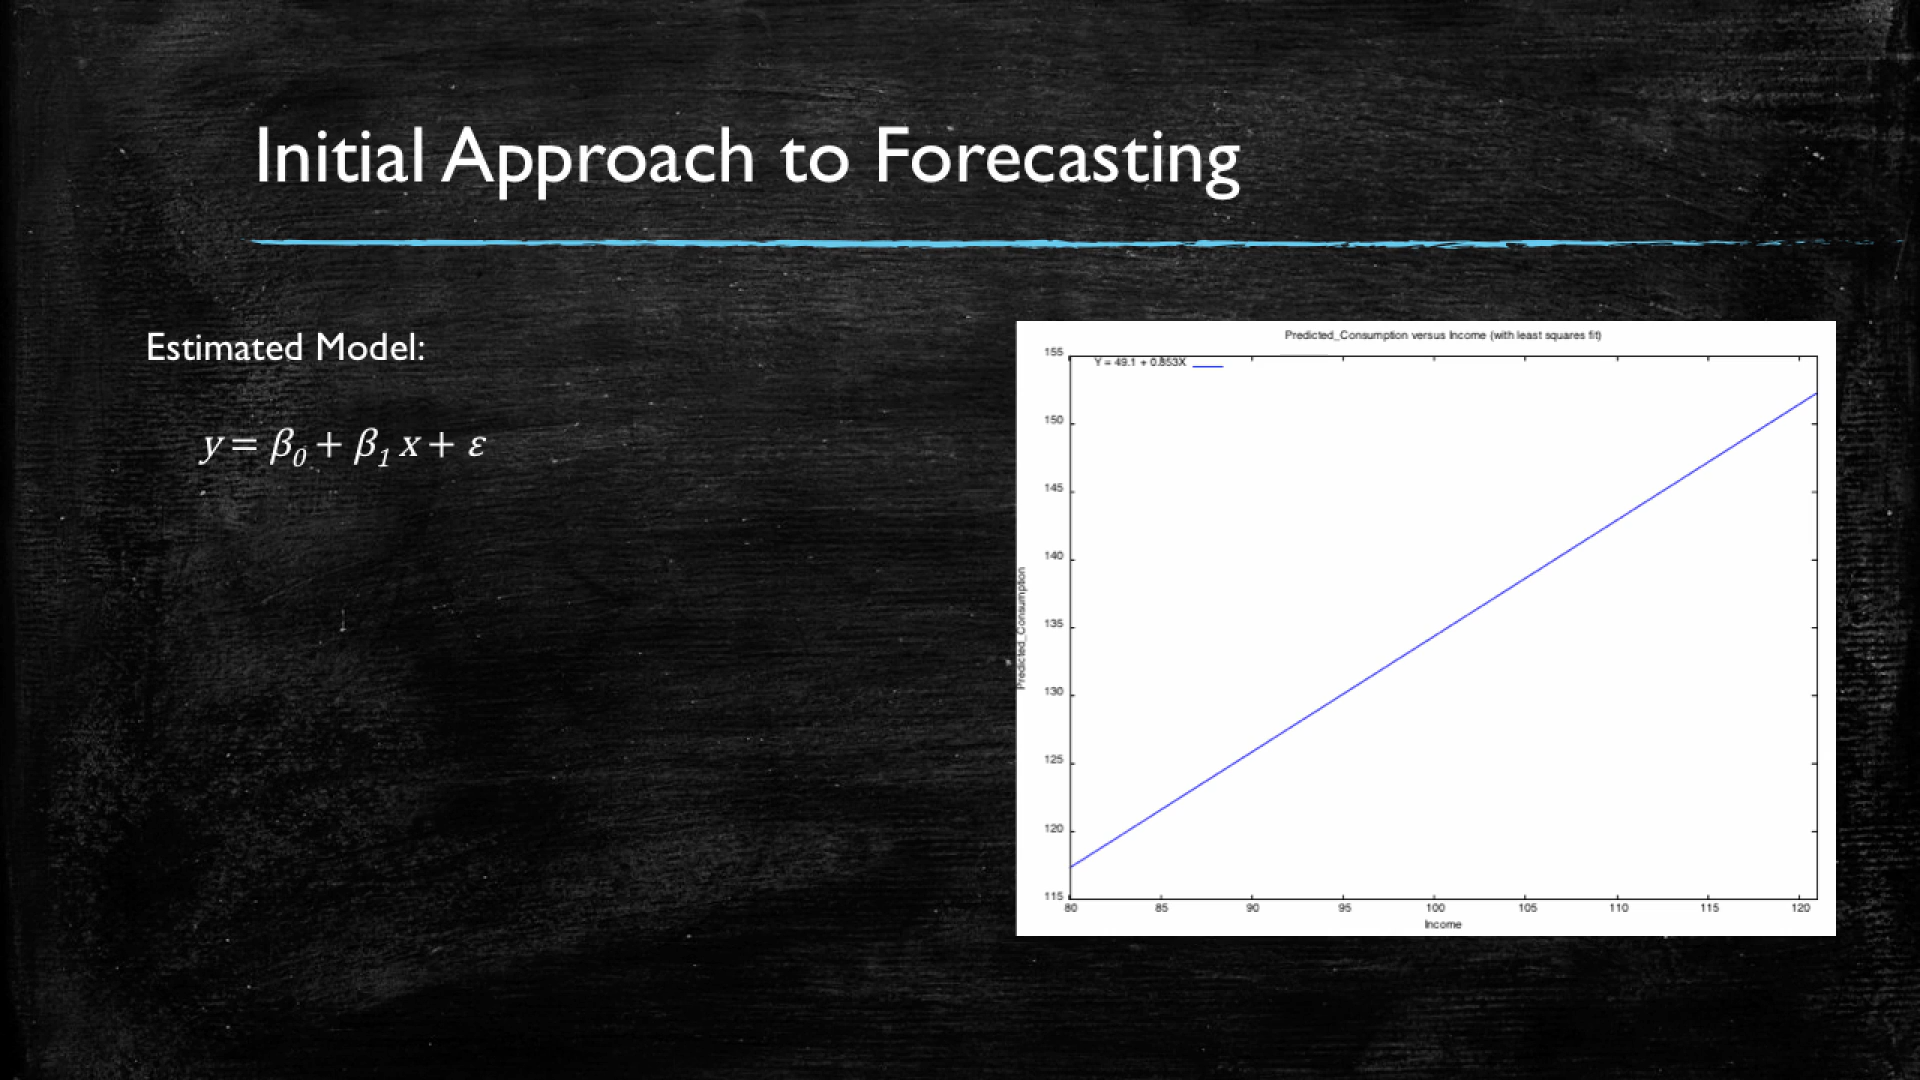 Initial Approach to Forecasting
Estimated Model:
y = β₀ + β₁ x + ε
Predicted_Consumption versus Income (with least squares fit)
Y = 49.1 + 0.853X
155
150
145
140
135
130
125
120
115
Predicted_Consumption
80 85 90 95 100 105 110 115 120
Income